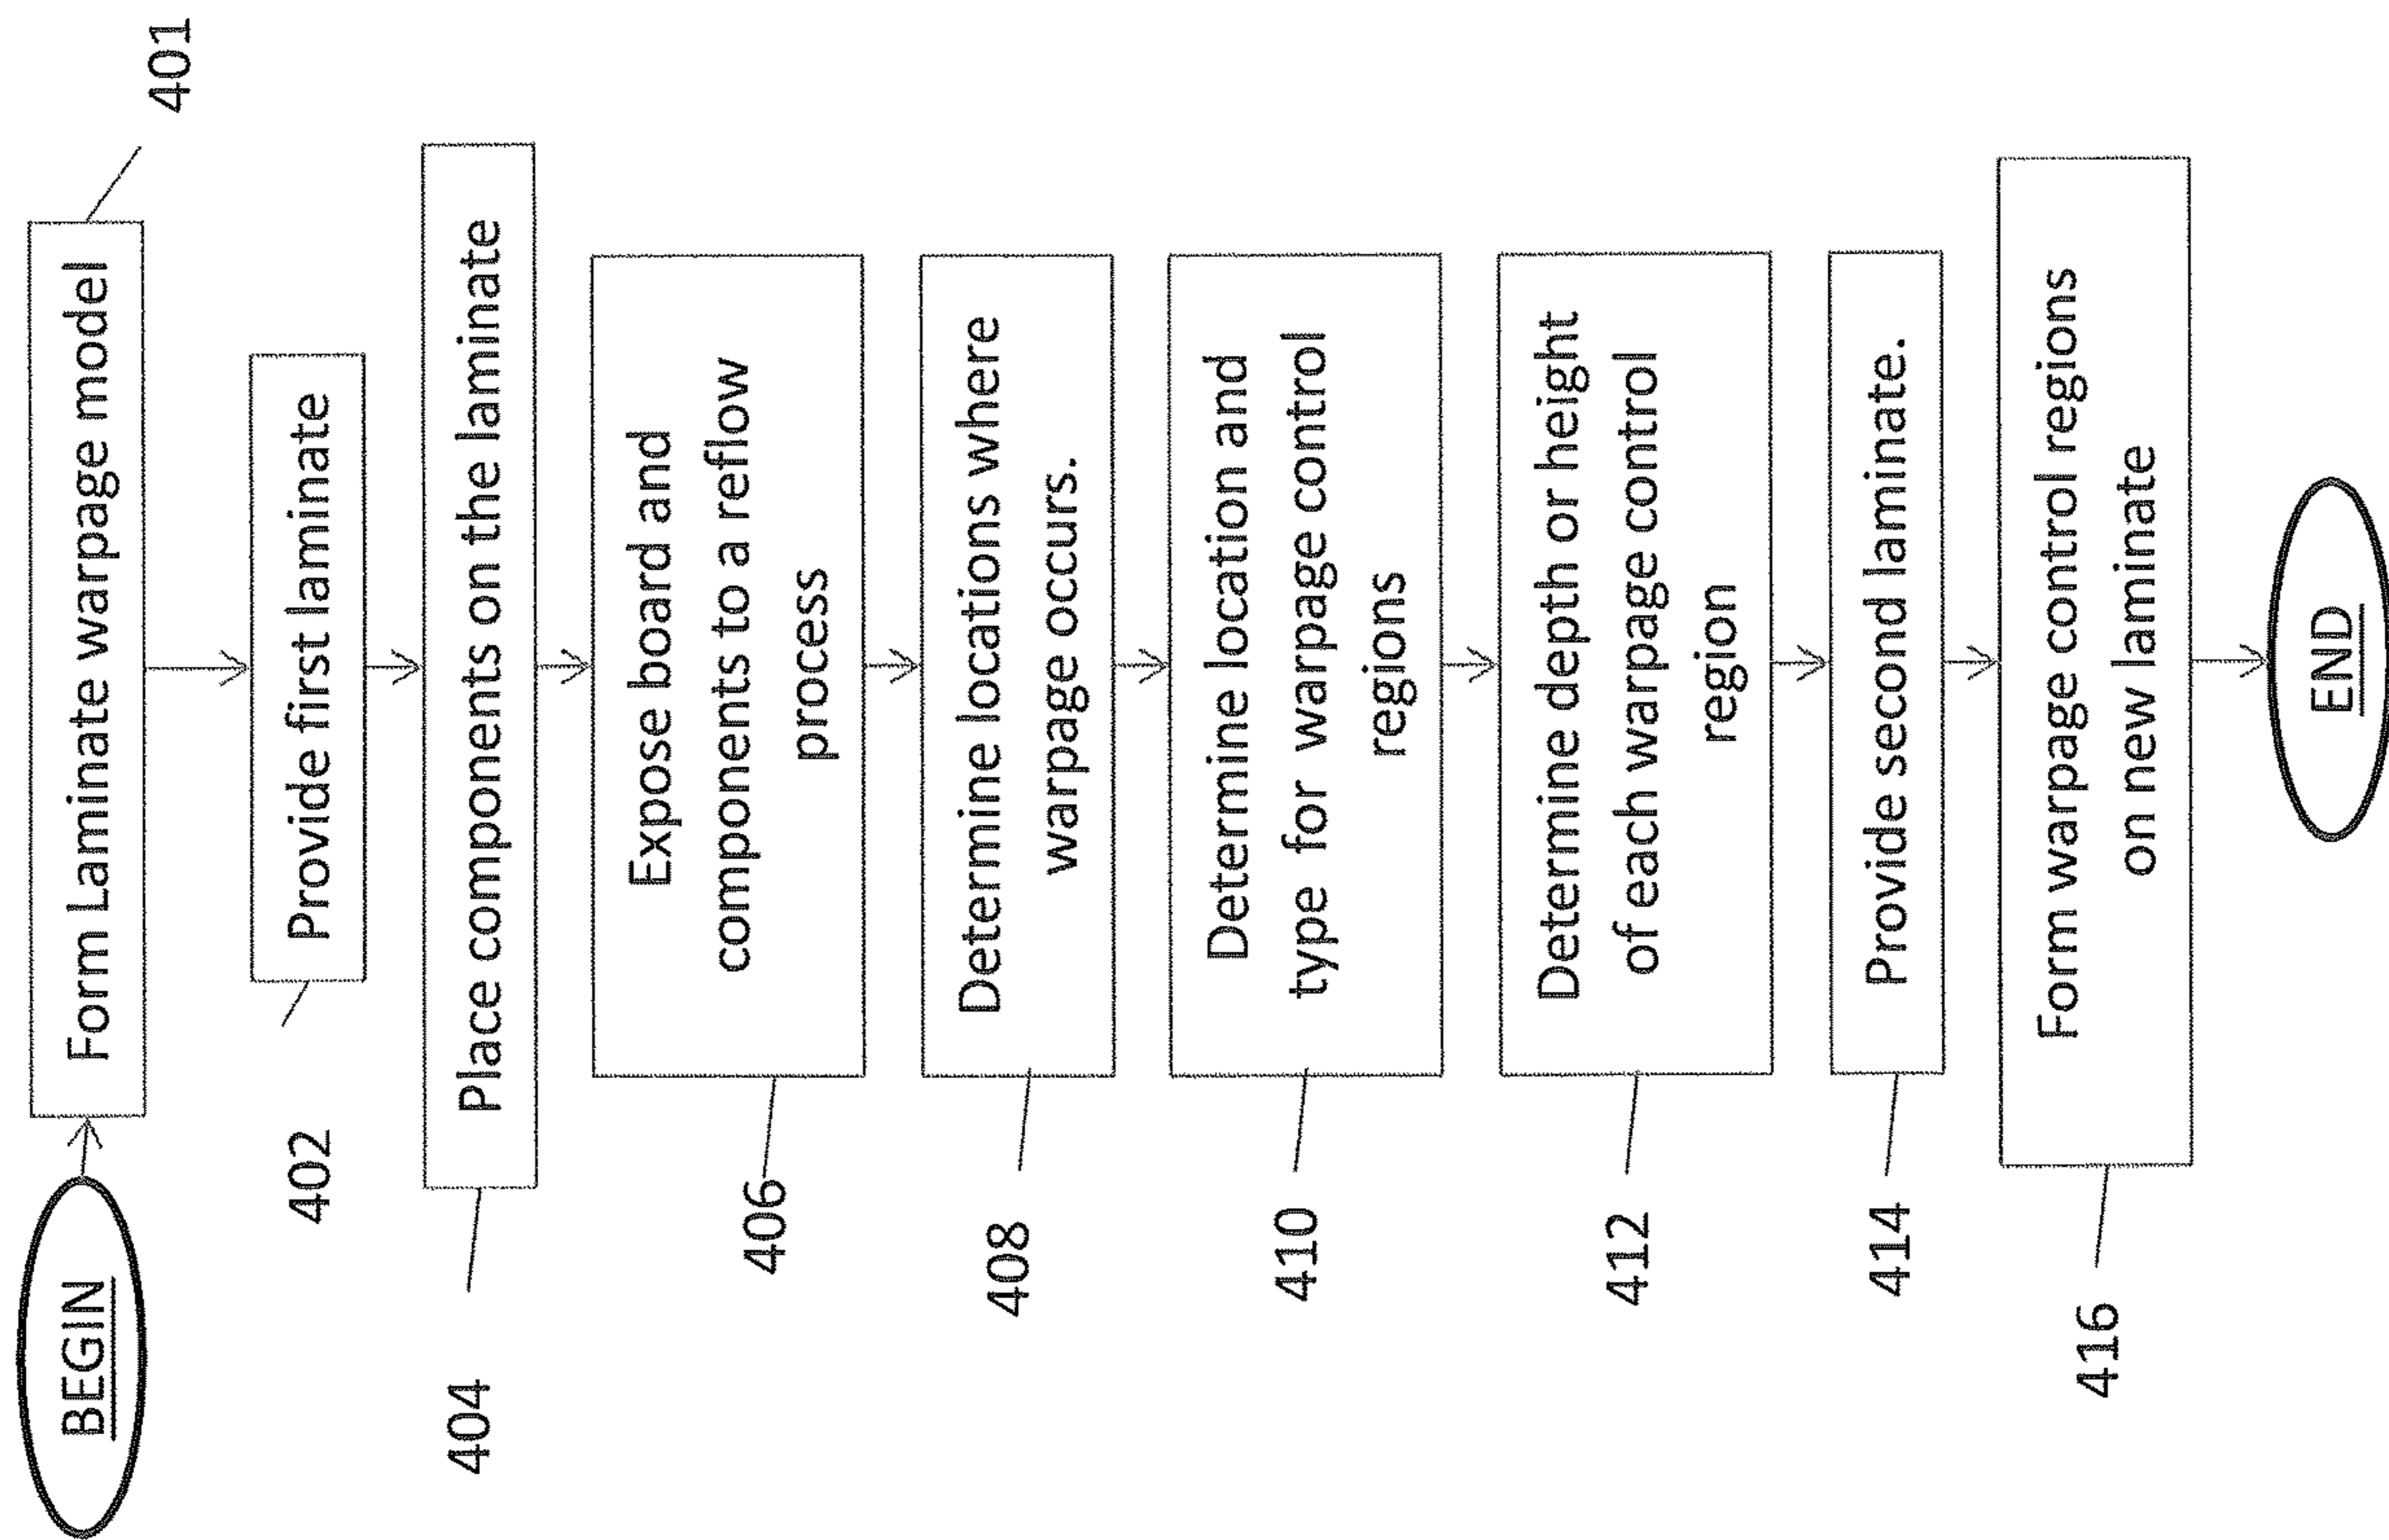 BEGIN
Form Laminate warpage model
401
Provide first laminate
402
Place components on the laminate
404
Expose board and
components to a reflow
process
406
Determine locations where
warpage occurs.
408
Determine location and
type for warpage control
regions
410
Determine depth or height
of each warpage control
region
412
Provide second laminate.
414
Form warpage control regions
on new laminate
416
END